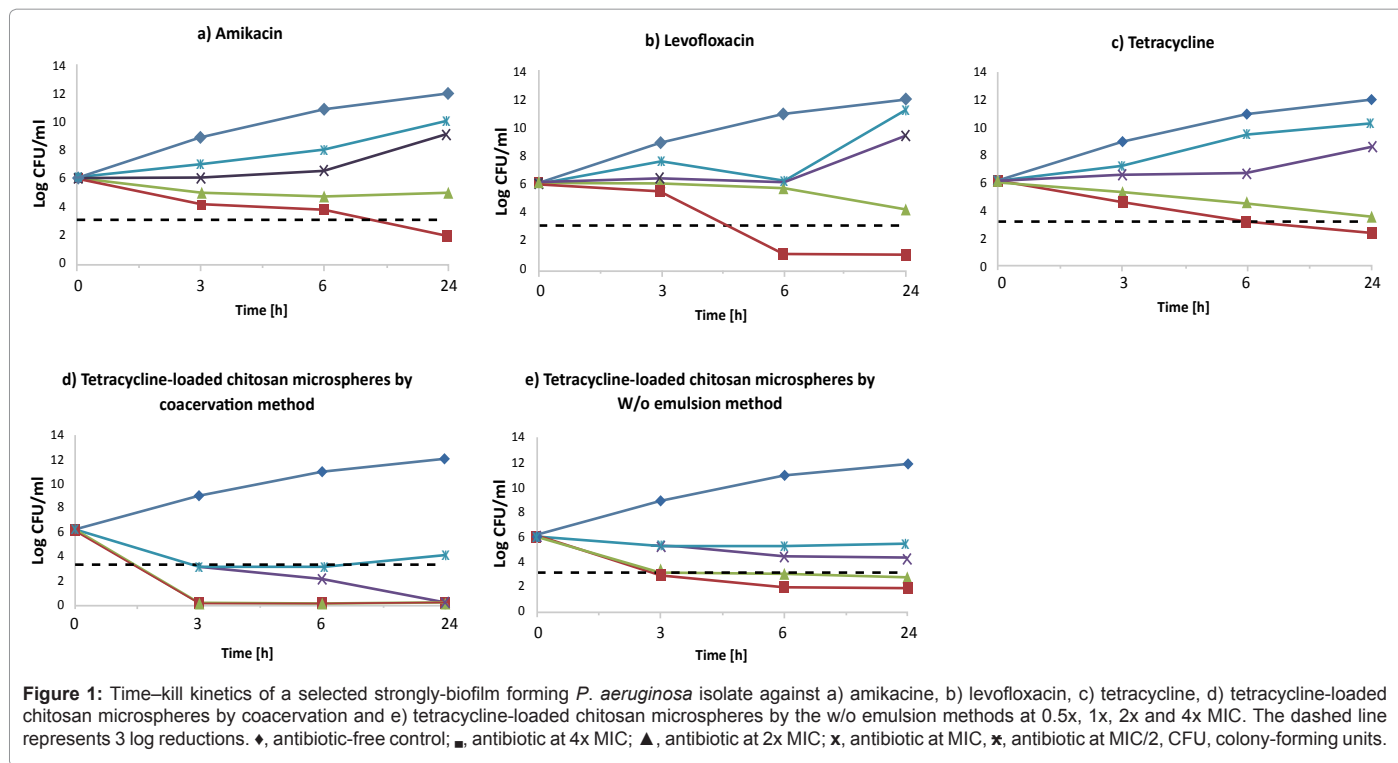 a) Amikacin
14
12
10
8
6
4
2
0
Log CFU/ml
0 3 6 24
Time [h]
b) Levofloxacin
14
12
10
8
6
4
2
0
Log CFU/ml
0 3 6 24
Time [h]
c) Tetracycline
14
12
10
8
6
4
2
0
Log CFU/ml
0 3 6 24
Time [h]
d) Tetracycline-loaded chitosan microspheres by
coacervation method
14
12
10
8
6
4
2
0
Log CFU/ml
0 3 6 24
Time [h]
e) Tetracycline-loaded chitosan microspheres by
W/o emulsion method
14
12
10
8
6
4
2
0
Log CFU/ml
0 3 6 24
Time [h]
Figure 1: Time–kill kinetics of a selected strongly-biofilm forming P. aeruginosa isolate against a) amikacine, b) levofloxacin, c) tetracycline, d) tetracycline-loaded
chitosan microspheres by coacervation and e) tetracycline-loaded chitosan microspheres by the w/o emulsion methods at 0.5x, 1x, 2x and 4x MIC. The dashed line
represents 3 log reductions. ♦, antibiotic-free control; ■, antibiotic at 4x MIC; ▲, antibiotic at 2x MIC; x, antibiotic at MIC, ӿ, antibiotic at MIC/2, CFU, colony-forming units.